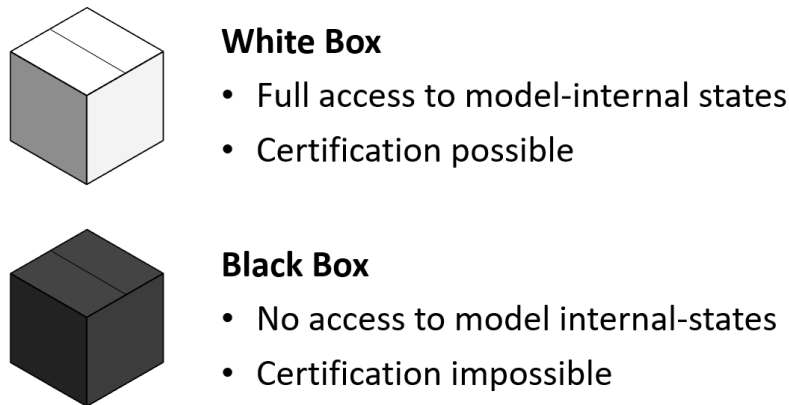 White Box
• Full access to model-internal states
• Certification possible
Black Box
• No access to model internal-states
• Certification impossible